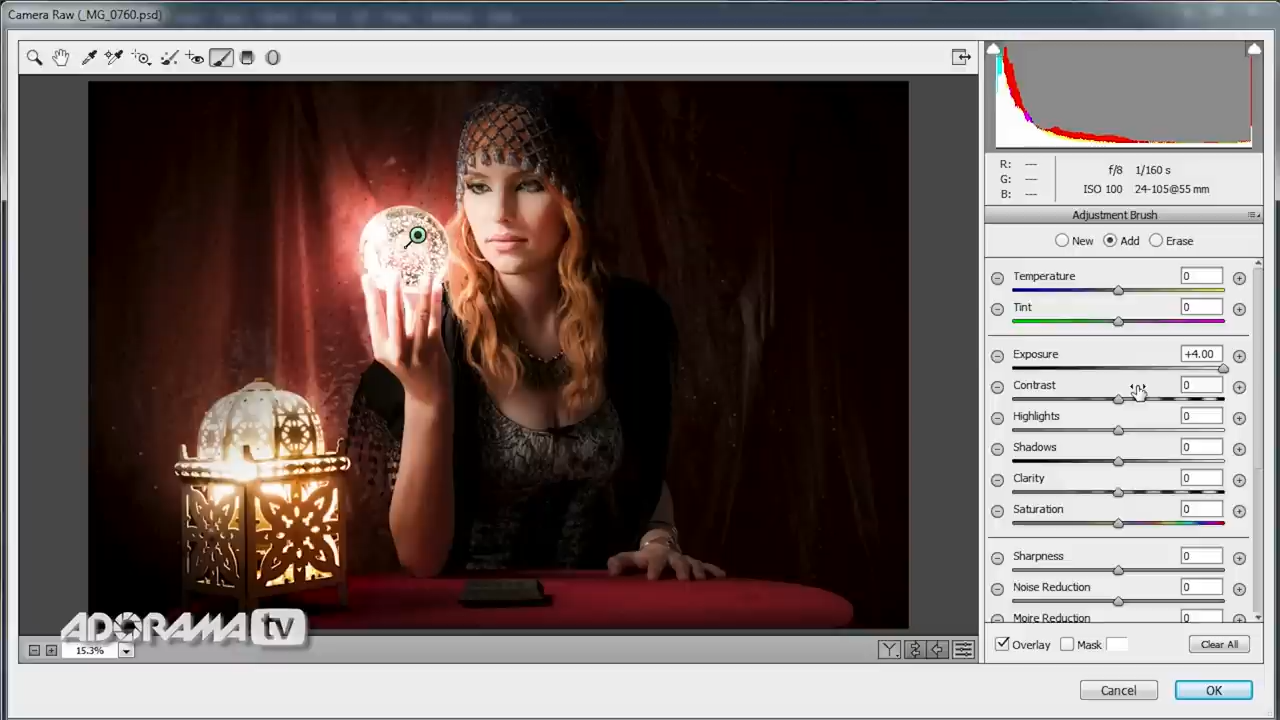 Camera Raw (_MG_0760.psd)
R: ---
G: ---
B: ---
f/8 1/160 s
ISO 100 24-105@55 mm
Adjustment Brush
New Add Erase
Temperature 0
Tint 0
Exposure +4.00
Contrast 0
Highlights 0
Shadows 0
Clarity 0
Saturation 0
Sharpness 0
Noise Reduction 0
Moire Reduction 0
ADORAMA tv
15.3%
Y
Overlay Mask Clear All
Cancel OK